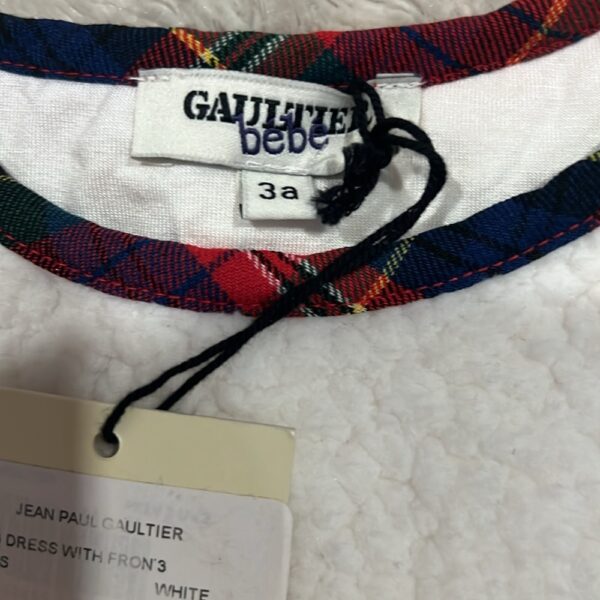 GAULTIER
bebe
3a
JEAN PAUL GAULTIER
DRESS WITH FRON'3
S
WHITE